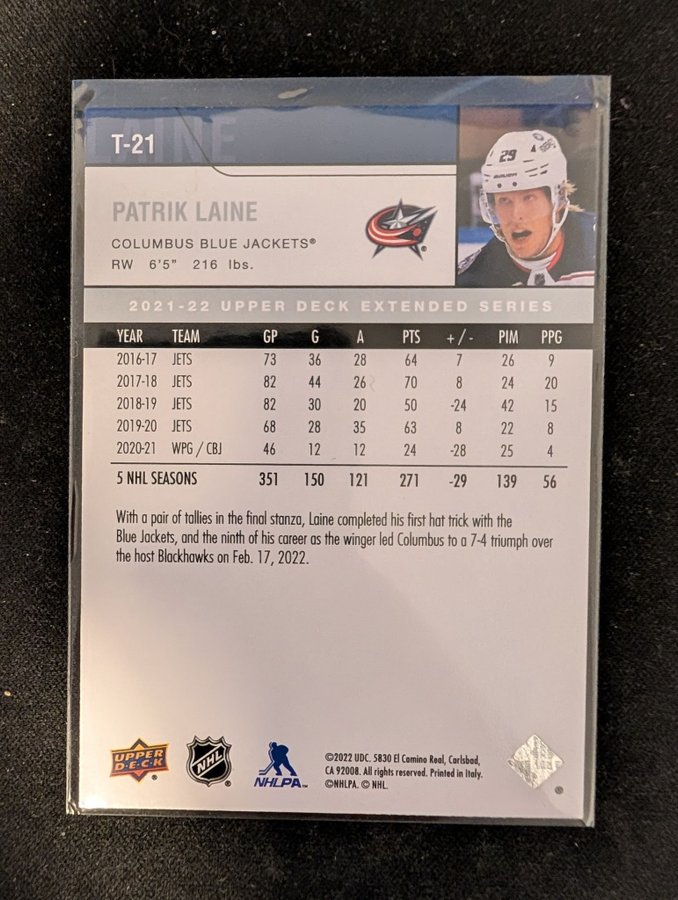 LAINE
T-21
29
BAUER
PATRIK LAINE
COLUMBUS BLUE JACKETS®
RW 6'5" 216 lbs.
2021-22 UPPER DECK EXTENDED SERIES
YEAR TEAM GP G A PTS +/- PIM PPG
2016-17 JETS 73 36 28 64 7 26 9
2017-18 JETS 82 44 26 70 8 24 20
2018-19 JETS 82 30 20 50 -24 42 15
2019-20 JETS 68 28 35 63 8 22 8
2020-21 WPG / CBJ 46 12 12 24 -28 25 4
5 NHL SEASONS 351 150 121 271 -29 139 56
With a pair of tallies in the final stanza, Laine completed his first hat trick with the
Blue Jackets, and the ninth of his career as the winger led Columbus to a 7-4 triumph over
the host Blackhawks on Feb. 17, 2022.
UPPER
D·E·C·K
®
NHL
®
NHLPA™
©2022 UDC. 5830 El Camino Real, Carlsbad,
CA 92008. All rights reserved. Printed in Italy.
©NHLPA. © NHL.